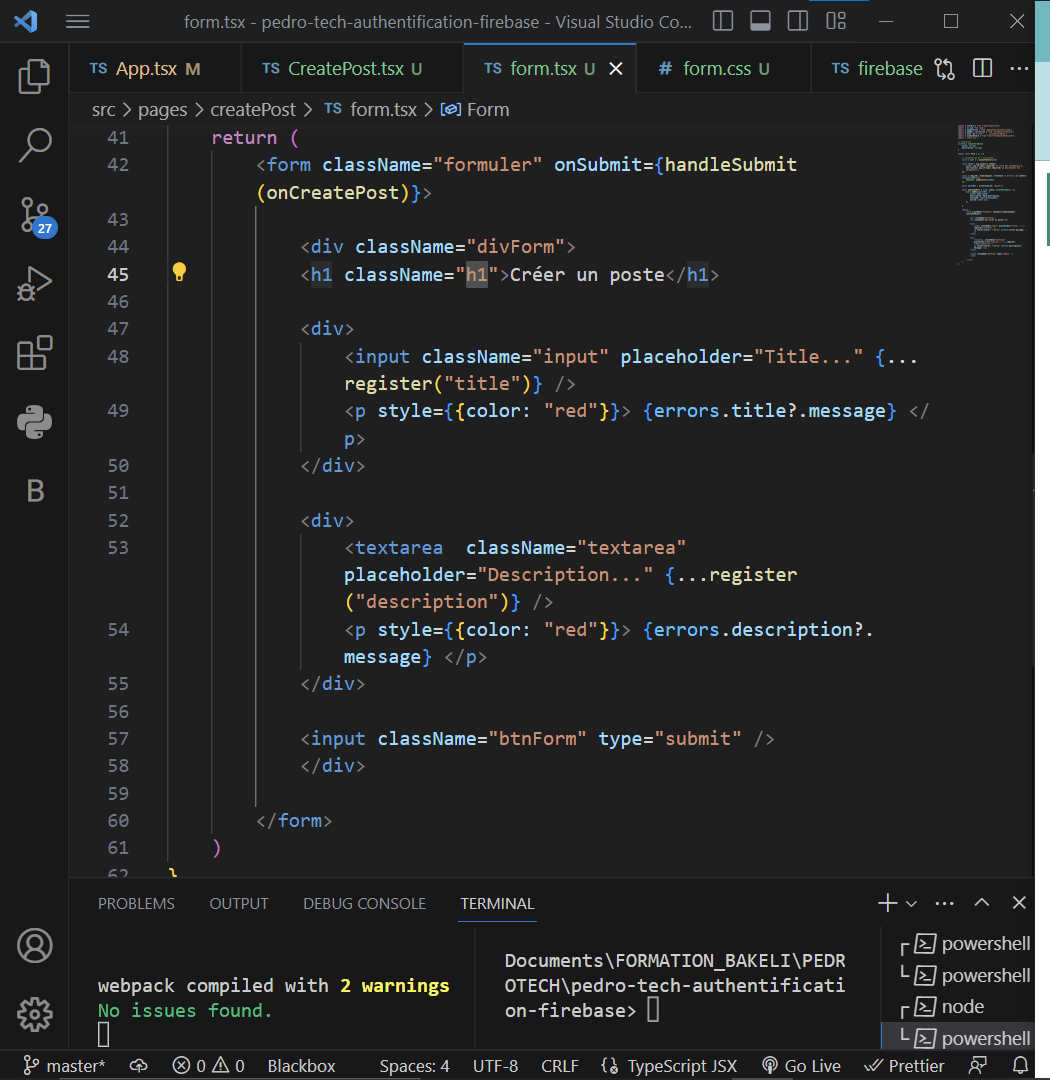 form.tsx - pedro-tech-authentification-firebase - Visual Studio Co...
TS App.tsx M TS CreatePost.tsx U TS form.tsx U # form.css U TS firebase
src > pages > createPost > TS form.tsx > Form
41 return (
42 <form className="formuler" onSubmit={handleSubmit
(onCreatePost)}>
43
44 <div className="divForm">
45 <h1 className="h1">Créer un poste</h1>
46
47 <div>
48 <input className="input" placeholder="Title..." {...
register("title")} />
49 <p style={{color: "red"}}> {errors.title?.message} </
p>
50 </div>
51
52 <div>
53 <textarea  className="textarea"
placeholder="Description..." {...register
("description")} />
54 <p style={{color: "red"}}> {errors.description?.
message} </p>
55 </div>
56
57 <input className="btnForm" type="submit" />
58 </div>
59
60 </form>
61 )
62 }
27
B
PROBLEMS OUTPUT DEBUG CONSOLE TERMINAL
webpack compiled with 2 warnings
No issues found.
Documents\FORMATION_BAKELI\PEDR
OTECH\pedro-tech-authentificati
on-firebase>
powershell
powershell
node
powershell
master* 0 0 Blackbox Spaces: 4 UTF-8 CRLF {} TypeScript JSX Go Live Prettier